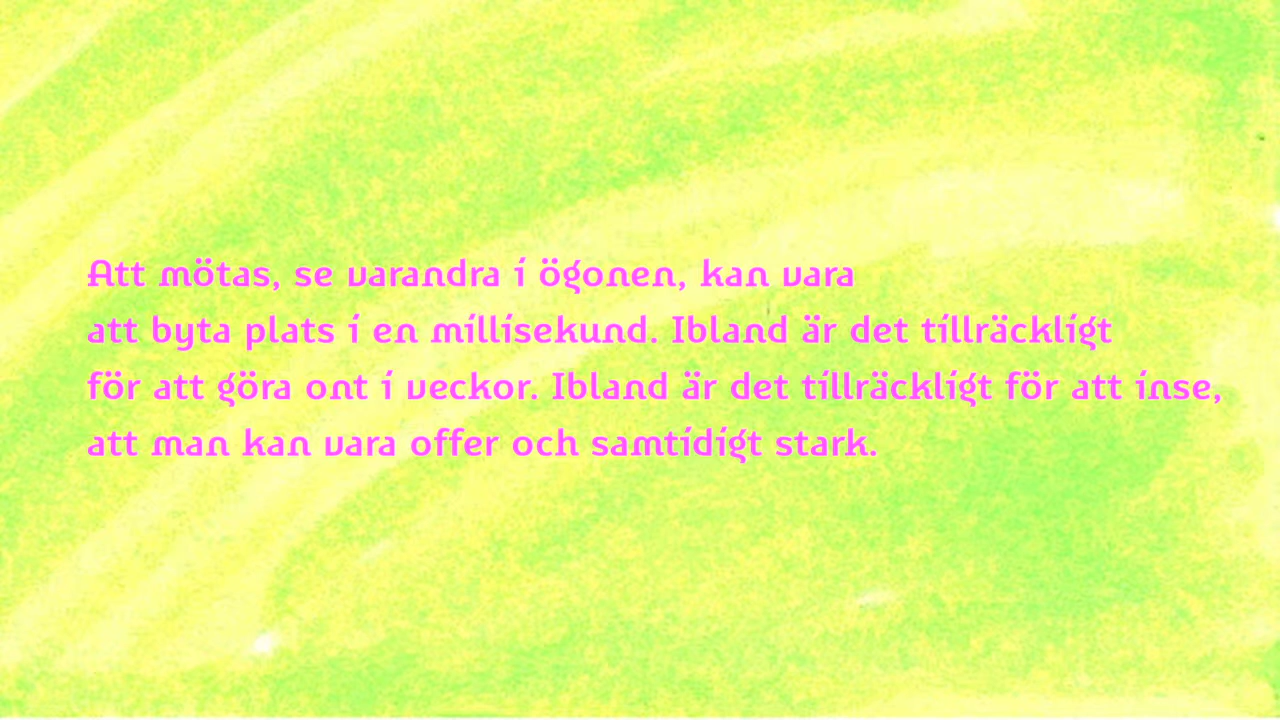 Att mötas, se varandra i ögonen, kan vara
att byta plats i en millisekund. Ibland är det tillräckligt
för att göra ont i veckor. Ibland är det tillräckligt för att inse,
att man kan vara offer och samtidigt stark.